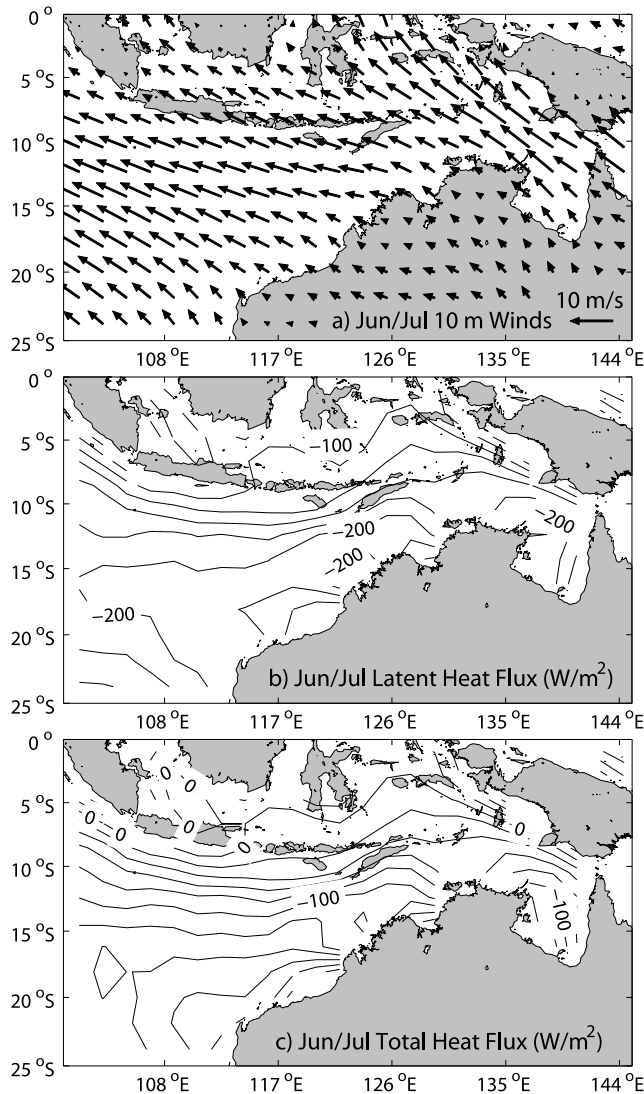 0 °
5 °S
10 °S
15 °S
20 °S
25 °S
10 m/s
a) Jun/Jul 10 m Winds
108 °E
117 °E
126 °E
135 °E
144 °E
0 °
5 °S
10 °S
15 °S
20 °S
25 °S
−100
−200
−200
−200
−200
b) Jun/Jul Latent Heat Flux (W/m²)
108 °E
117 °E
126 °E
135 °E
144 °E
0 °
5 °S
10 °S
15 °S
20 °S
25 °S
0
0
0
0
0
0
0
−100
−100
c) Jun/Jul Total Heat Flux (W/m²)
108 °E
117 °E
126 °E
135 °E
144 °E